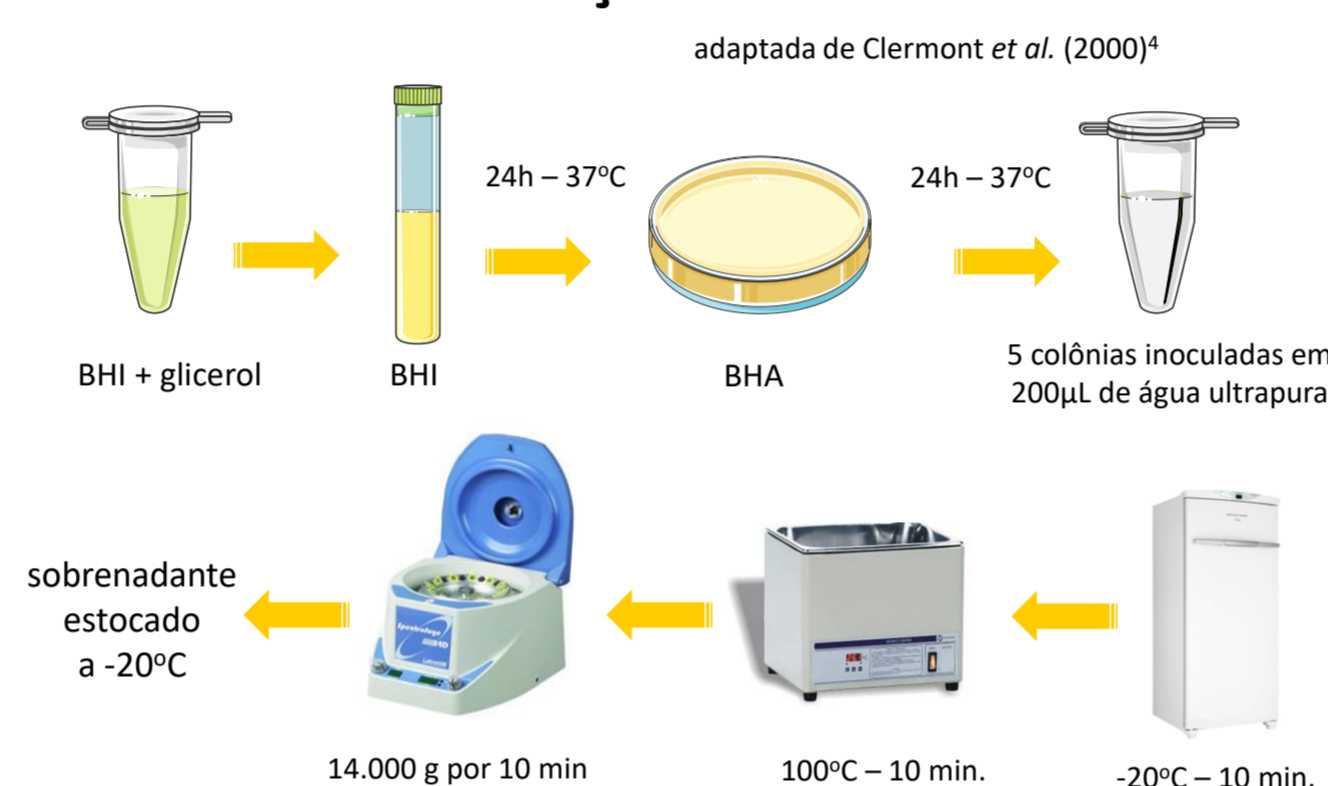 adaptada de Clermont et al. (2000)⁴
24h – 37ºC
24h – 37ºC
BHI + glicerol
BHI
BHA
5 colônias inoculadas em
200µL de água ultrapura
sobrenadante
estocado
a -20ºC
14.000 g por 10 min
100ºC – 10 min.
-20ºC – 10 min.